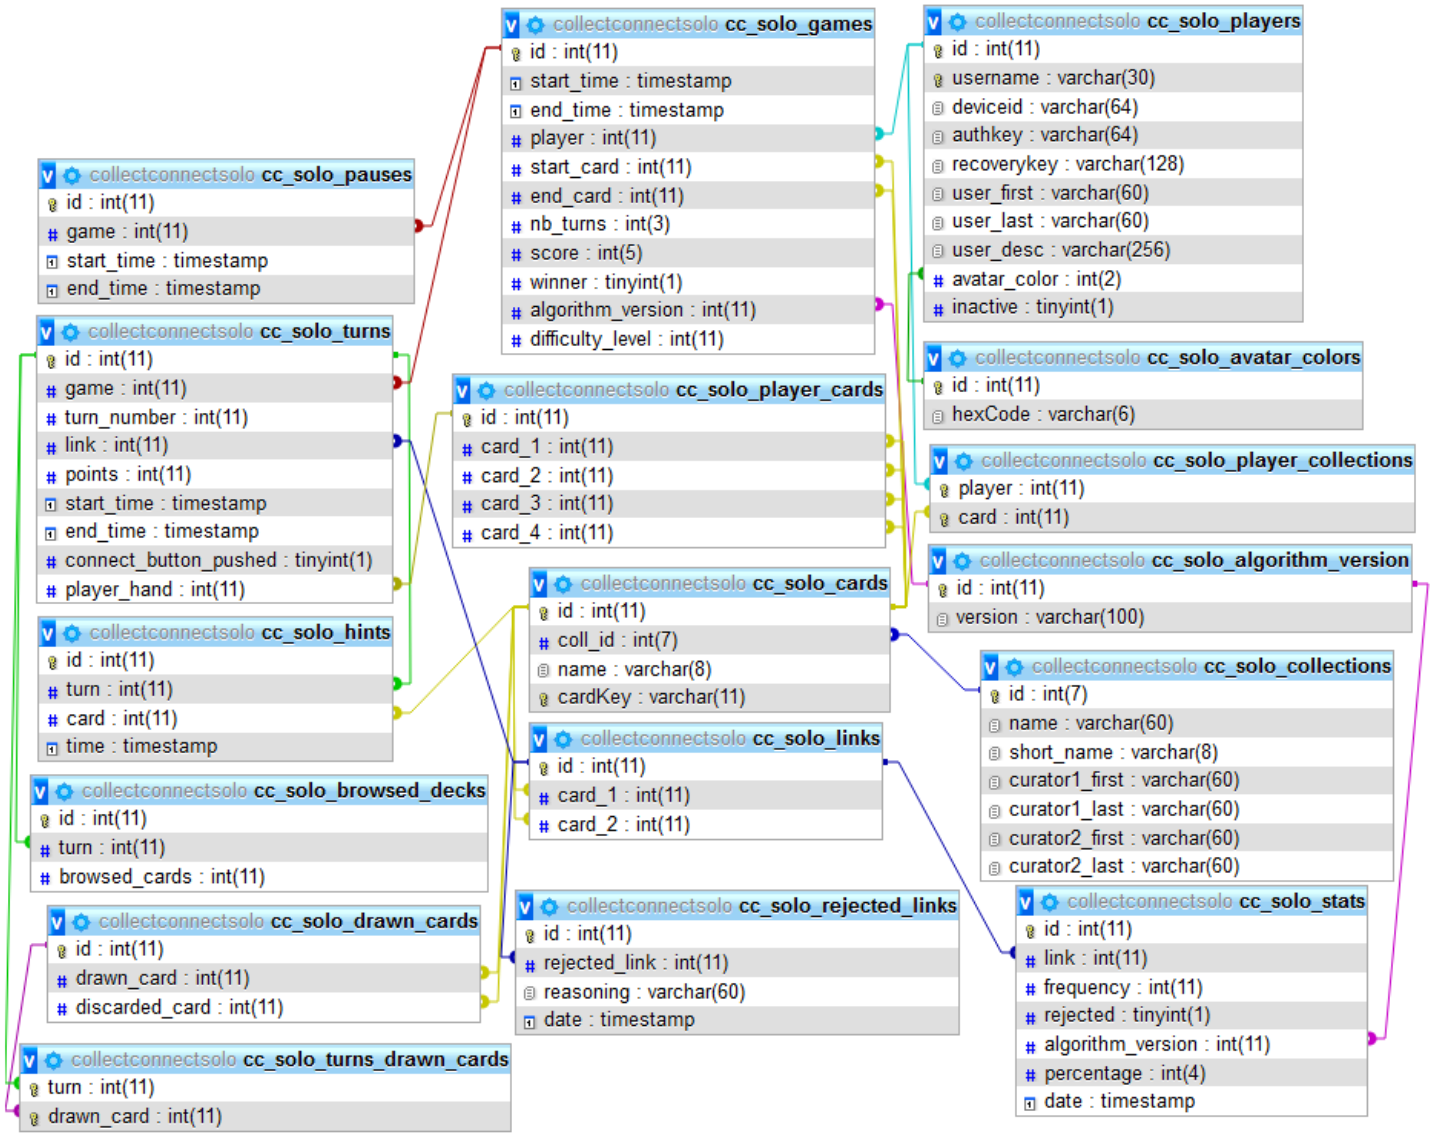 v collectconnectsolo cc_solo_games
id : int(11)
start_time : timestamp
end_time : timestamp
# player : int(11)
# start_card : int(11)
# end_card : int(11)
# nb_turns : int(3)
# score : int(5)
# winner : tinyint(1)
# algorithm_version : int(11)
# difficulty_level : int(11)
v collectconnectsolo cc_solo_players
id : int(11)
username : varchar(30)
deviceid : varchar(64)
authkey : varchar(64)
recoverykey : varchar(128)
user_first : varchar(60)
user_last : varchar(60)
user_desc : varchar(256)
# avatar_color : int(2)
# inactive : tinyint(1)
v collectconnectsolo cc_solo_pauses
id : int(11)
# game : int(11)
start_time : timestamp
end_time : timestamp
v collectconnectsolo cc_solo_turns
id : int(11)
# game : int(11)
# turn_number : int(11)
# link : int(11)
# points : int(11)
start_time : timestamp
end_time : timestamp
# connect_button_pushed : tinyint(1)
# player_hand : int(11)
v collectconnectsolo cc_solo_player_cards
id : int(11)
# card_1 : int(11)
# card_2 : int(11)
# card_3 : int(11)
# card_4 : int(11)
v collectconnectsolo cc_solo_avatar_colors
id : int(11)
hexCode : varchar(6)
v collectconnectsolo cc_solo_player_collections
player : int(11)
card : int(11)
v collectconnectsolo cc_solo_algorithm_version
id : int(11)
version : varchar(100)
v collectconnectsolo cc_solo_cards
id : int(11)
# coll_id : int(7)
name : varchar(8)
cardKey : varchar(11)
v collectconnectsolo cc_solo_hints
id : int(11)
# turn : int(11)
# card : int(11)
time : timestamp
v collectconnectsolo cc_solo_collections
id : int(7)
name : varchar(60)
short_name : varchar(8)
curator1_first : varchar(60)
curator1_last : varchar(60)
curator2_first : varchar(60)
curator2_last : varchar(60)
v collectconnectsolo cc_solo_links
id : int(11)
# card_1 : int(11)
# card_2 : int(11)
v collectconnectsolo cc_solo_browsed_decks
id : int(11)
# turn : int(11)
# browsed_cards : int(11)
v collectconnectsolo cc_solo_drawn_cards
id : int(11)
# drawn_card : int(11)
# discarded_card : int(11)
v collectconnectsolo cc_solo_rejected_links
id : int(11)
# rejected_link : int(11)
reasoning : varchar(60)
date : timestamp
v collectconnectsolo cc_solo_stats
id : int(11)
# link : int(11)
# frequency : int(11)
# rejected : tinyint(1)
# algorithm_version : int(11)
# percentage : int(4)
date : timestamp
v collectconnectsolo cc_solo_turns_drawn_cards
turn : int(11)
drawn_card : int(11)